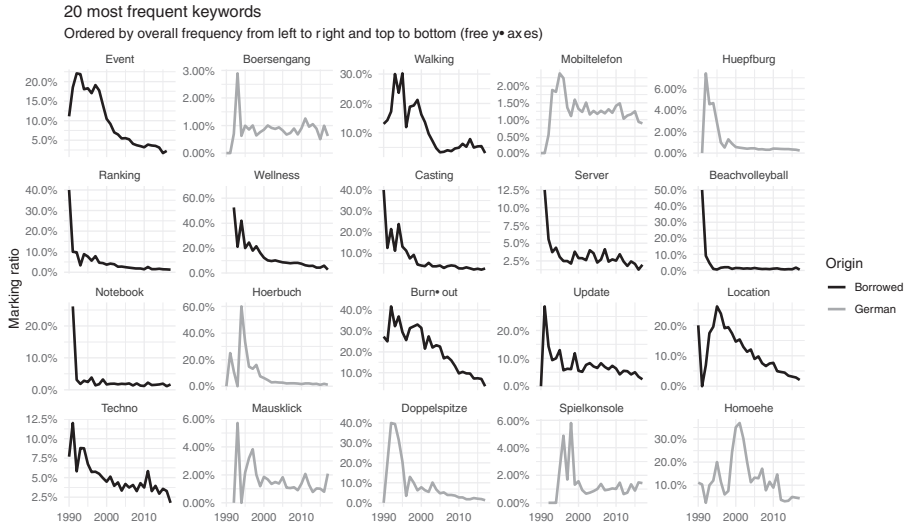 20 most frequent keywords
Ordered by overall frequency from left to right and top to bottom (free y• axes)
Event Boersengang Walking Mobiltelefon Huepfburg
20.0% 15.0% 10.0% 5.0%
3.00% 2.00% 1.00% 0.00%
30.0% 20.0% 10.0%
2.00% 1.50% 1.00% 0.50% 0.00%
6.00% 4.00% 2.00% 0.00%
Ranking Wellness Casting Server Beachvolleyball
40.0% 30.0% 20.0% 10.0% 0.0%
60.0% 40.0% 20.0% 0.0%
40.0% 30.0% 20.0% 10.0%
12.5% 10.0% 7.5% 5.0% 2.5%
50.0% 40.0% 30.0% 20.0% 10.0% 0.0%
Notebook Hoerbuch Burn• out Update Location
20.0% 10.0% 0.0%
60.0% 40.0% 20.0% 0.0%
40.0% 30.0% 20.0% 10.0%
20.0% 10.0% 0.0%
20.0% 10.0% 0.0%
Techno Mausklick Doppelspitze Spielkonsole Homoehe
12.5% 10.0% 7.5% 5.0% 2.5%
6.00% 4.00% 2.00% 0.00%
40.0% 30.0% 20.0% 10.0% 0.0%
6.00% 4.00% 2.00% 0.00%
30.0% 20.0% 10.0%
1990 2000 2010 1990 2000 2010 1990 2000 2010 1990 2000 2010 1990 2000 2010
Marking ratio
Origin
Borrowed
German